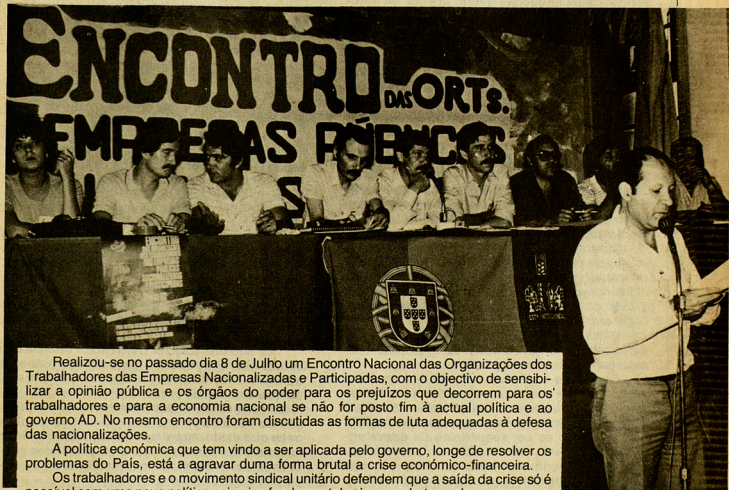 ENCONTRO DAS ORTs.
EMPRESAS PÚBLICAS
Realizou-se no passado dia 8 de Julho um Encontro Nacional das Organizações dos
Trabalhadores das Empresas Nacionalizadas e Participadas, com o objectivo de sensibi-
lizar a opinião pública e os órgãos do poder para os prejuízos que decorrem para os
trabalhadores e para a economia nacional se não for posto fim à actual política e ao
governo AD. No mesmo encontro foram discutidas as formas de luta adequadas à defesa
das nacionalizações.
A política económica que tem vindo a ser aplicada pelo governo, longe de resolver os
problemas do País, está a agravar duma forma brutal a crise económico-financeira.
Os trabalhadores e o movimento sindical unitário defendem que a saída da crise só é